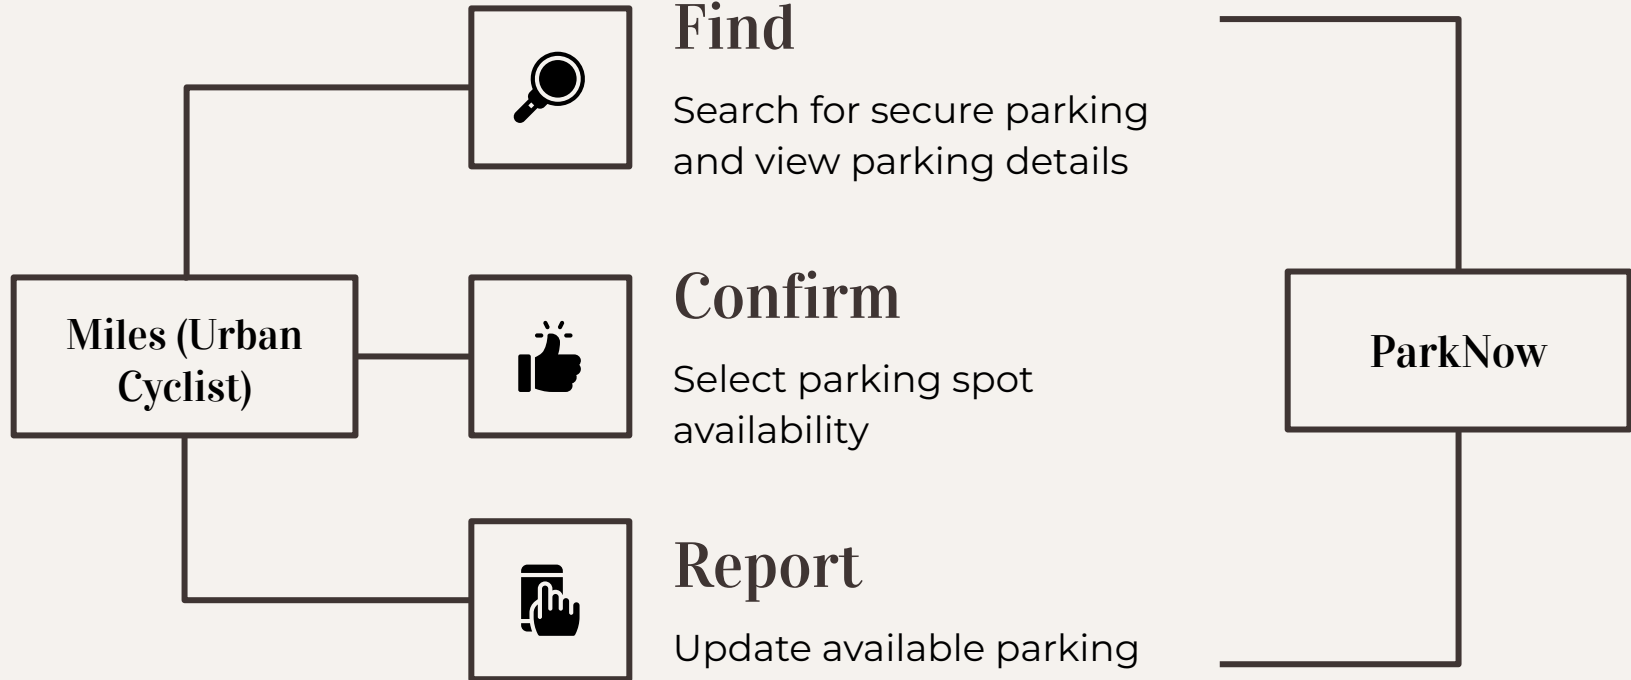 Find
Search for secure parking
and view parking details
Miles (Urban
Cyclist)
Confirm
Select parking spot
availability
Report
Update available parking
ParkNow